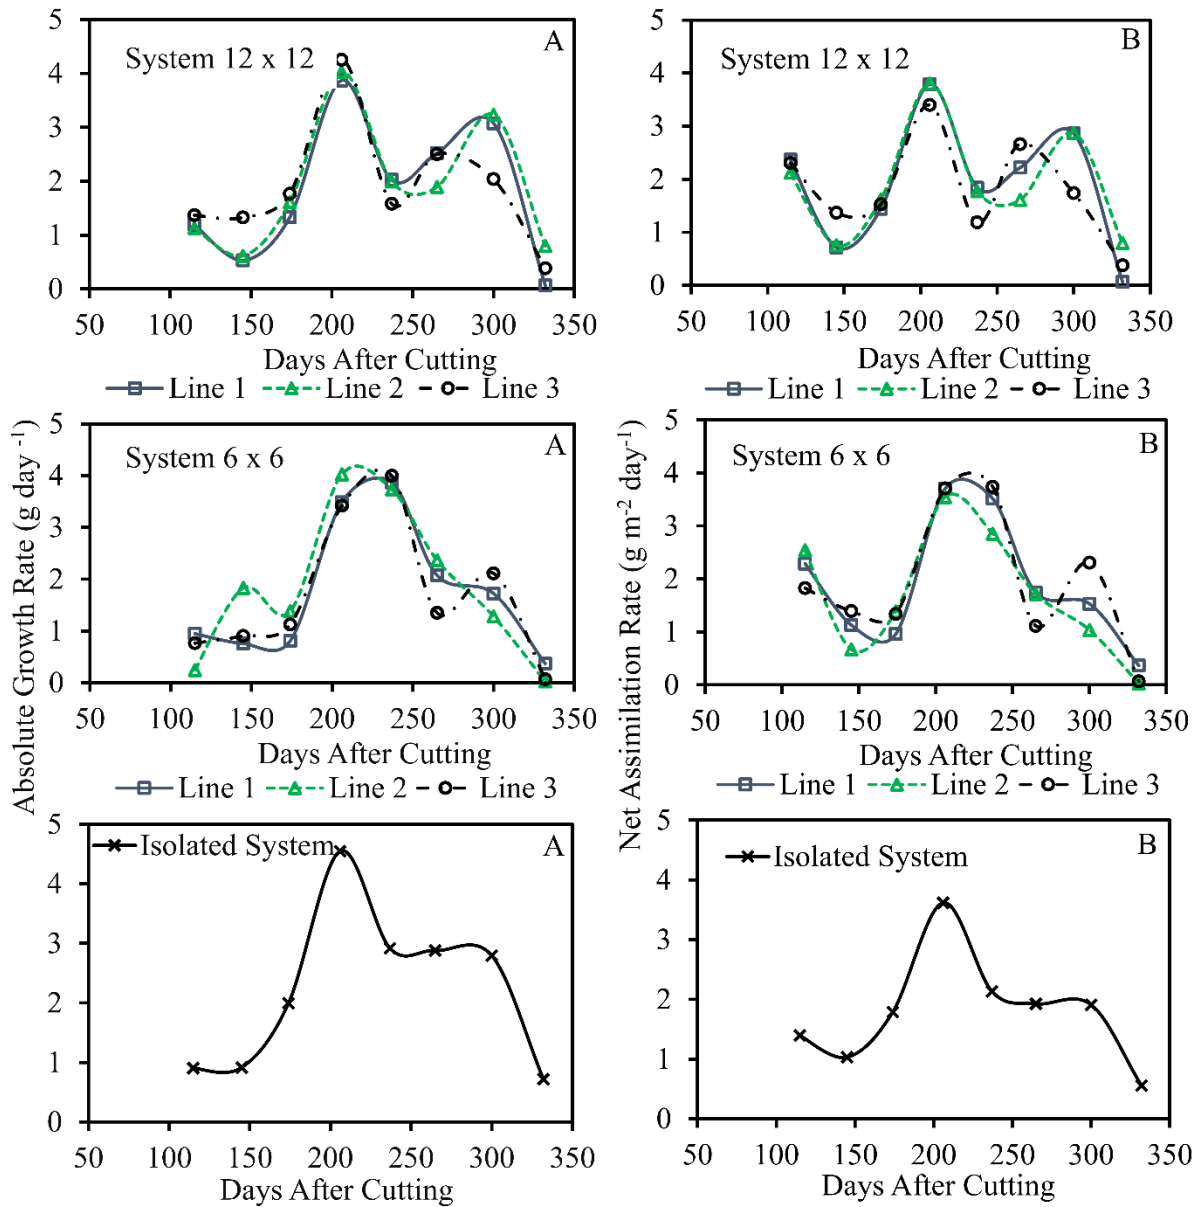 5
4
3
2
1
0
System 12 x 12
A
50 100 150 200 250 300 350
Days After Cutting
Line 1 Line 2 Line 3
5
4
3
2
1
0
System 12 x 12
B
50 100 150 200 250 300 350
Days After Cutting
Line 1 Line 2 Line 3
Absolute Growth Rate (g day⁻¹)
5
4
3
2
1
0
System 6 x 6
A
50 100 150 200 250 300 350
Days After Cutting
Line 1 Line 2 Line 3
Net Assimilation Rate (g m⁻² day⁻¹)
5
4
3
2
1
0
System 6 x 6
B
50 100 150 200 250 300 350
Days After Cutting
Line 1 Line 2 Line 3
5
4
3
2
1
0
Isolated System
A
50 100 150 200 250 300 350
Days After Cutting
5
4
3
2
1
0
Isolated System
B
50 100 150 200 250 300 350
Days After Cutting